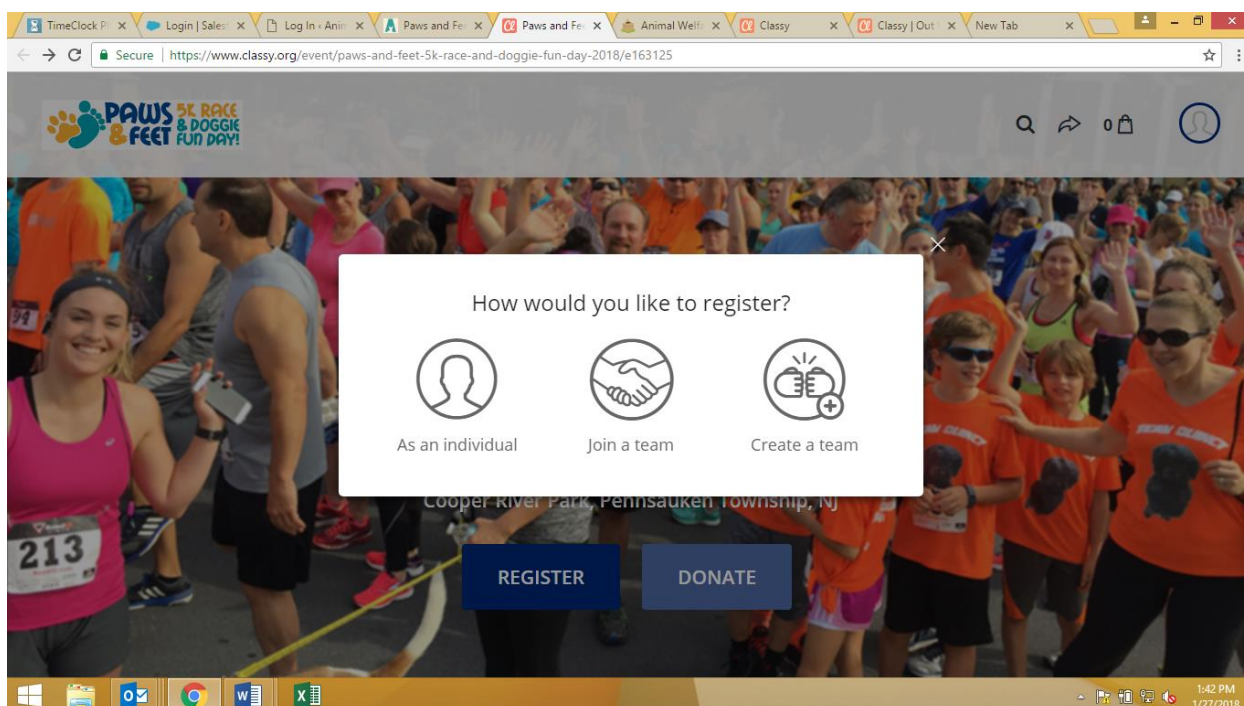 TimeClock Pl
Login | Sales
Log In ‹ Anim
Paws and Fee
Paws and Fee
Animal Welfa
Classy
Classy | Out
New Tab
Secure | https://www.classy.org/event/paws-and-feet-5k-race-and-doggie-fun-day-2018/e163125
PAWS 5K RACE
& FEET & DOGGIE
FUN DAY!
0
How would you like to register?
As an individual
Join a team
Create a team
Cooper River Park, Pennsauken Township, NJ
REGISTER
DONATE
213
1:42 PM
1/27/2018